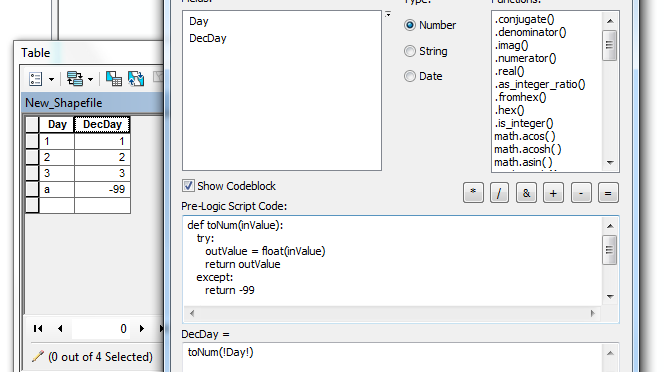 Type:
Functions:
Day
DecDay
Number
String
Date
.conjugate()
.denominator()
.imag()
.numerator()
.real()
.as_integer_ratio()
.fromhex()
.hex()
.is_integer()
math.acos( )
math.acosh( )
math.asin( )
Table
New_Shapefile
Day DecDay
1 1
2 2
3 3
a -99
0
(0 out of 4 Selected)
Show Codeblock
* / & + - =
Pre-Logic Script Code:
def toNum(inValue):
try:
outValue = float(inValue)
return outValue
except:
return -99
DecDay =
toNum(!Day!)